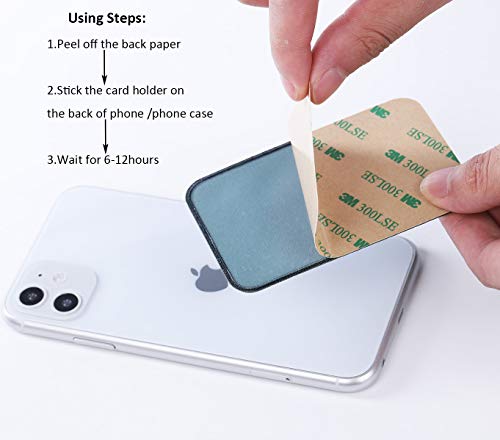 Using Steps:
1.Peel off the back paper
2.Stick the card holder on
the back of phone /phone case
3.Wait for 6-12hours
300LSE
3M 300LSE
3M 300LSE
300LSE 3M
3M 300LSE